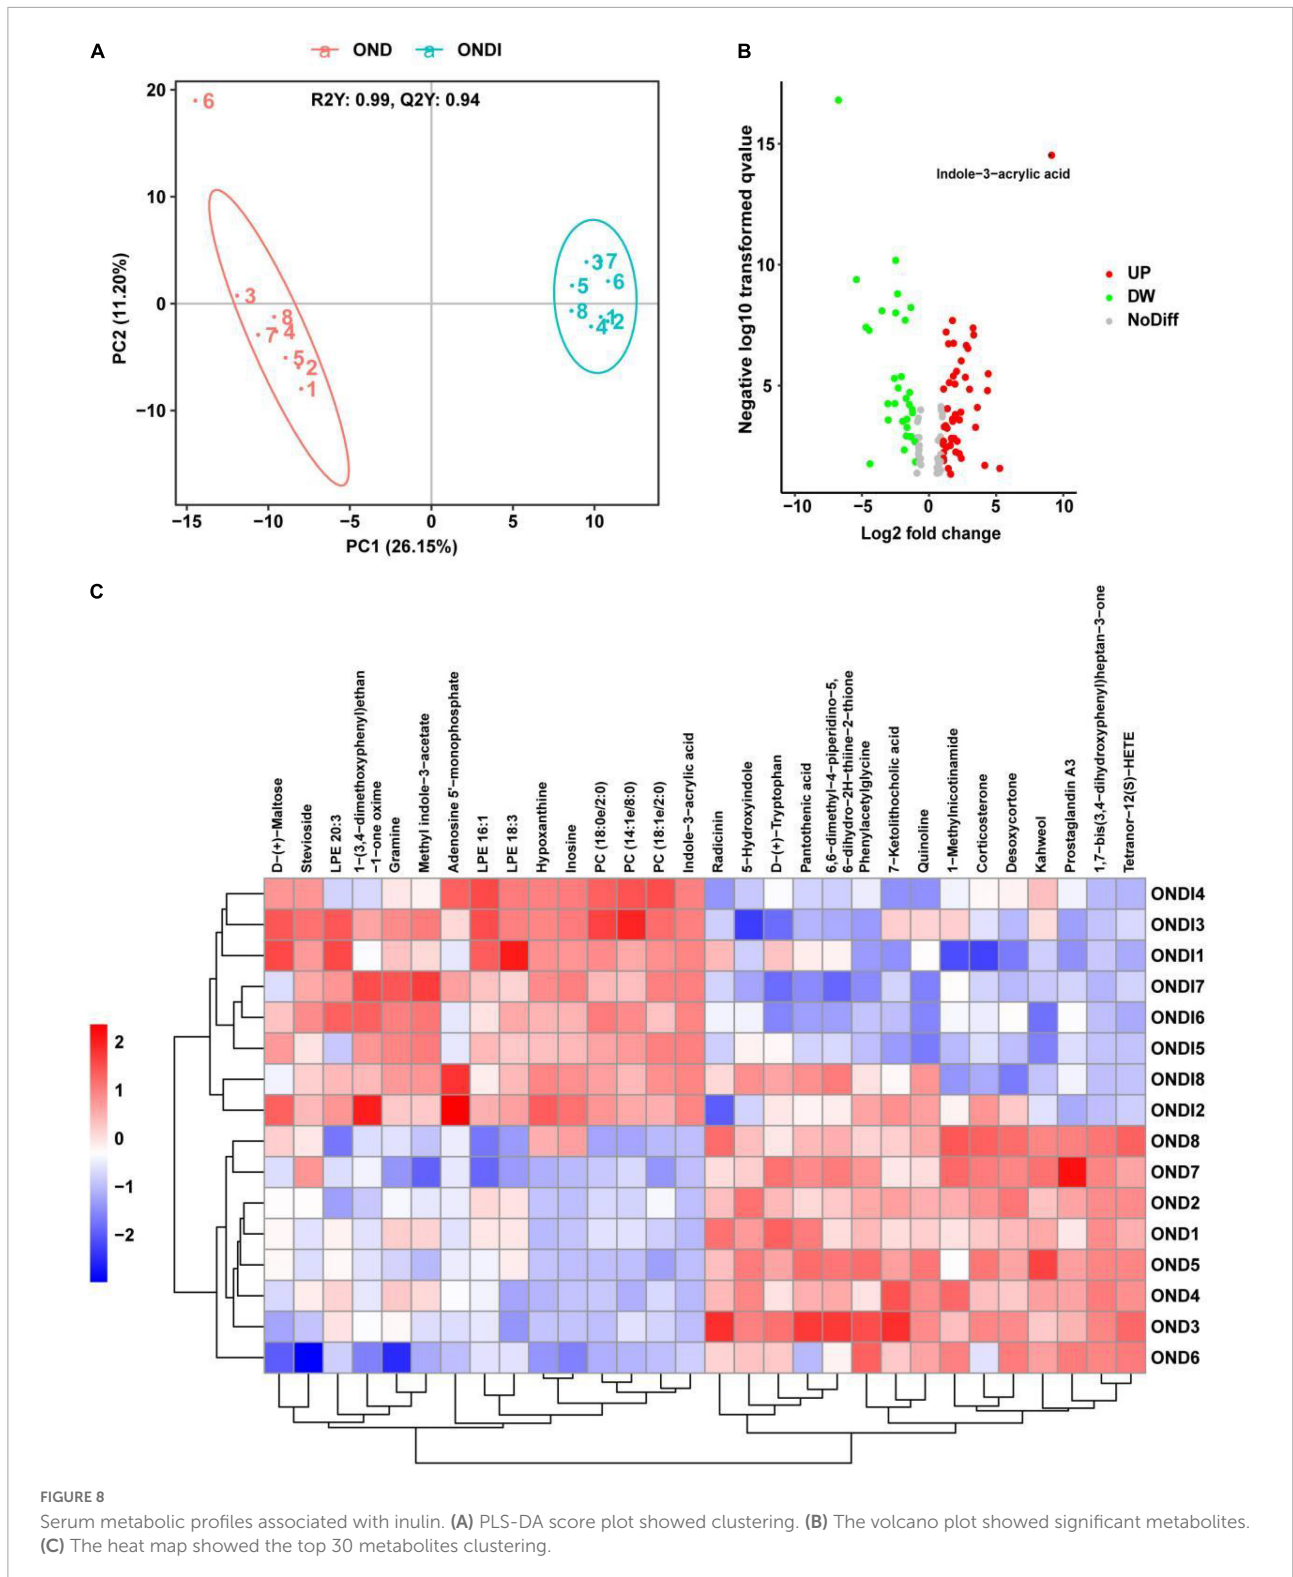 A
a OND a ONDI
R2Y: 0.99, Q2Y: 0.94
20
10
0
−10
−15 −10 −5 0 5 10
PC1 (26.15%)
PC2 (11.20%)
6
3
8
4
7
5
2
1
3 7
5 6
8 1
4 2
B
Negative log10 transformed qvalue
15
10
5
−10 −5 0 5 10
Log2 fold change
Indole−3−acrylic acid
UP
DW
NoDiff
C
D−(+)−Maltose
Stevioside
LPE 20:3
1−(3,4−dimethoxyphenyl)ethan
−1−one oxime
Gramine
Methyl indole−3−acetate
Adenosine 5'−monophosphate
LPE 16:1
LPE 18:3
Hypoxanthine
Inosine
PC (18:0e/2:0)
PC (14:1e/8:0)
PC (18:1e/2:0)
Indole−3−acrylic acid
Radicinin
5−Hydroxyindole
D−(+)−Tryptophan
Pantothenic acid
6,6−dimethyl−4−piperidino−5,
6−dihydro−2H−thiine−2−thione
Phenylacetylglycine
7−Ketolithocholic acid
Quinoline
1−Methylnicotinamide
Corticosterone
Desoxycortone
Kahweol
Prostaglandin A3
1,7−bis(3,4−dihydroxyphenyl)heptan−3−one
Tetranor−12(S)−HETE
ONDI4
ONDI3
ONDI1
ONDI7
ONDI6
ONDI5
ONDI8
ONDI2
OND8
OND7
OND2
OND1
OND5
OND4
OND3
OND6
2
1
0
−1
−2
FIGURE 8
Serum metabolic profiles associated with inulin. (A) PLS-DA score plot showed clustering. (B) The volcano plot showed significant metabolites.
(C) The heat map showed the top 30 metabolites clustering.